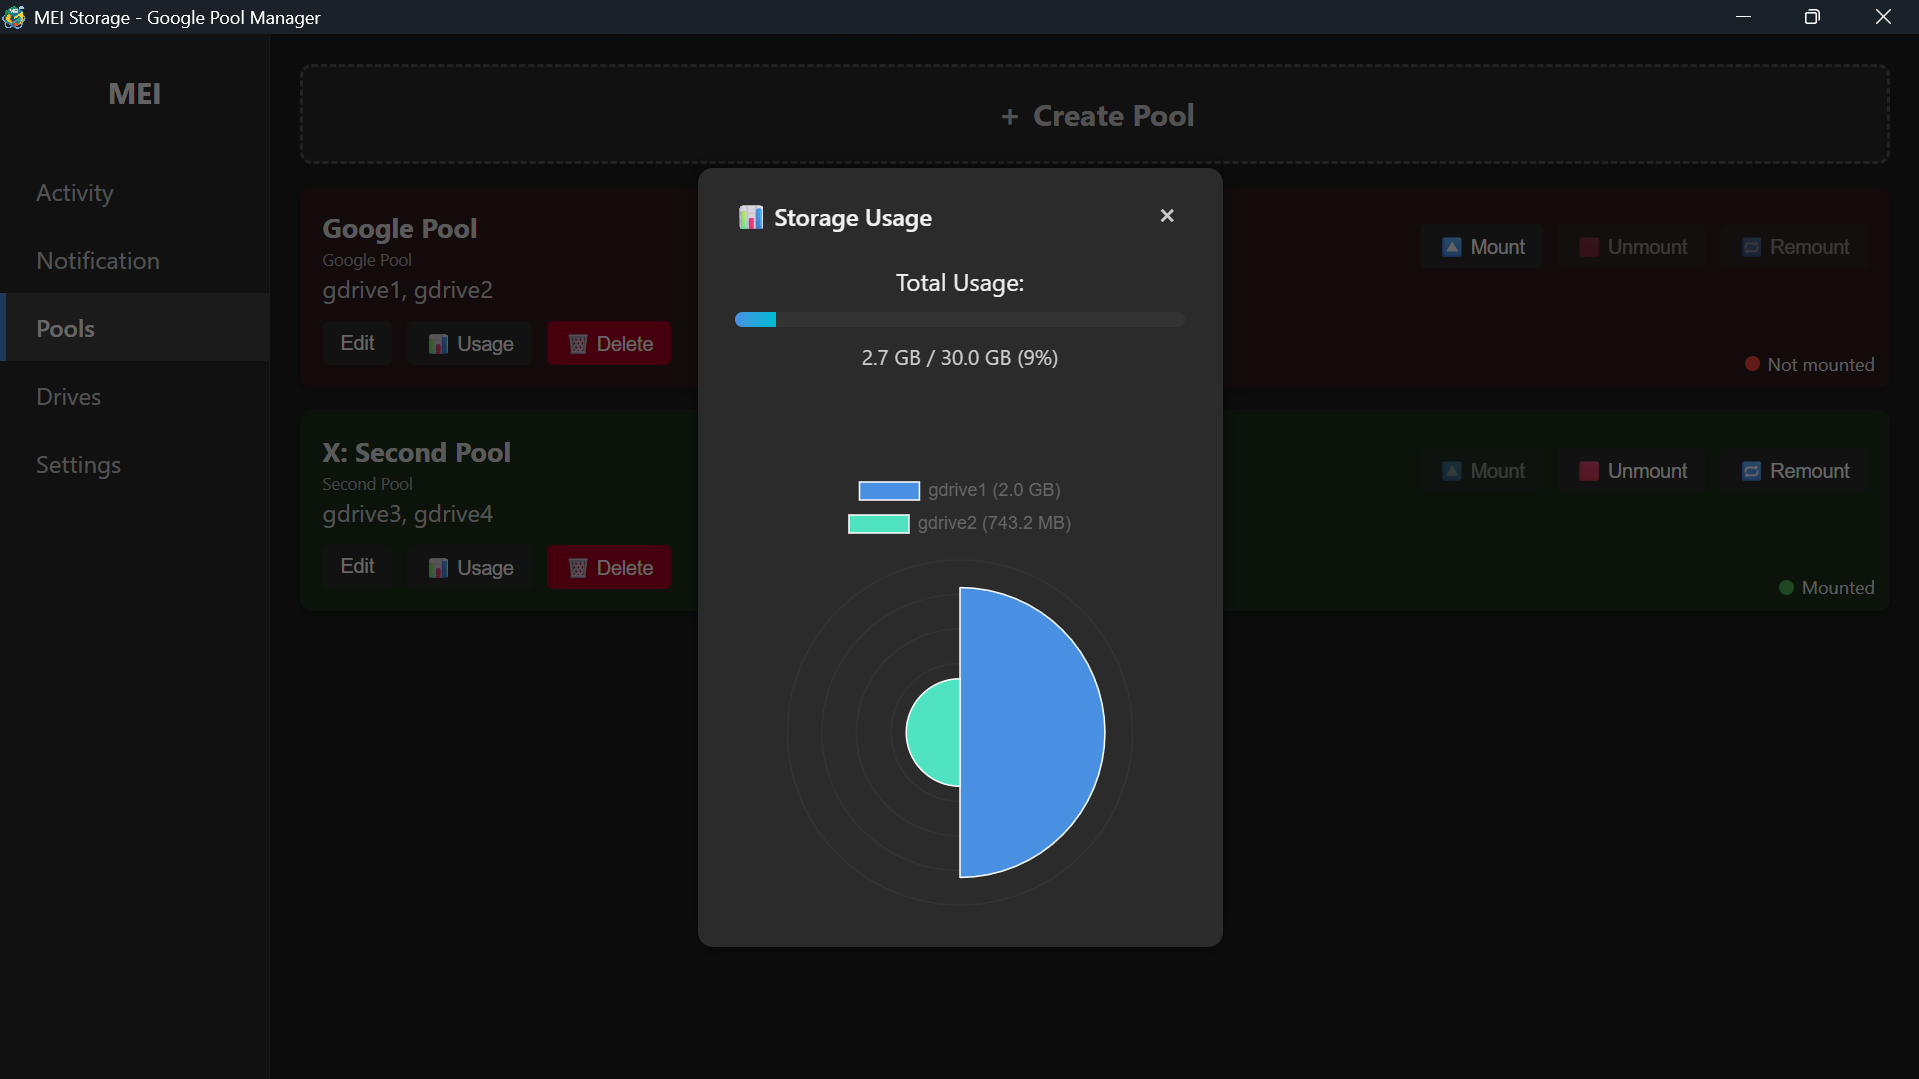 MEI Storage - Google Pool Manager
MEI
Activity
Notification
Pools
Drives
Settings
+ Create Pool
Google Pool
Google Pool
gdrive1, gdrive2
Edit
Usage
Delete
Mount
Unmount
Remount
Not mounted
X: Second Pool
Second Pool
gdrive3, gdrive4
Edit
Usage
Delete
Mount
Unmount
Remount
Mounted
Storage Usage
×
Total Usage:
2.7 GB / 30.0 GB (9%)
gdrive1 (2.0 GB)
gdrive2 (743.2 MB)